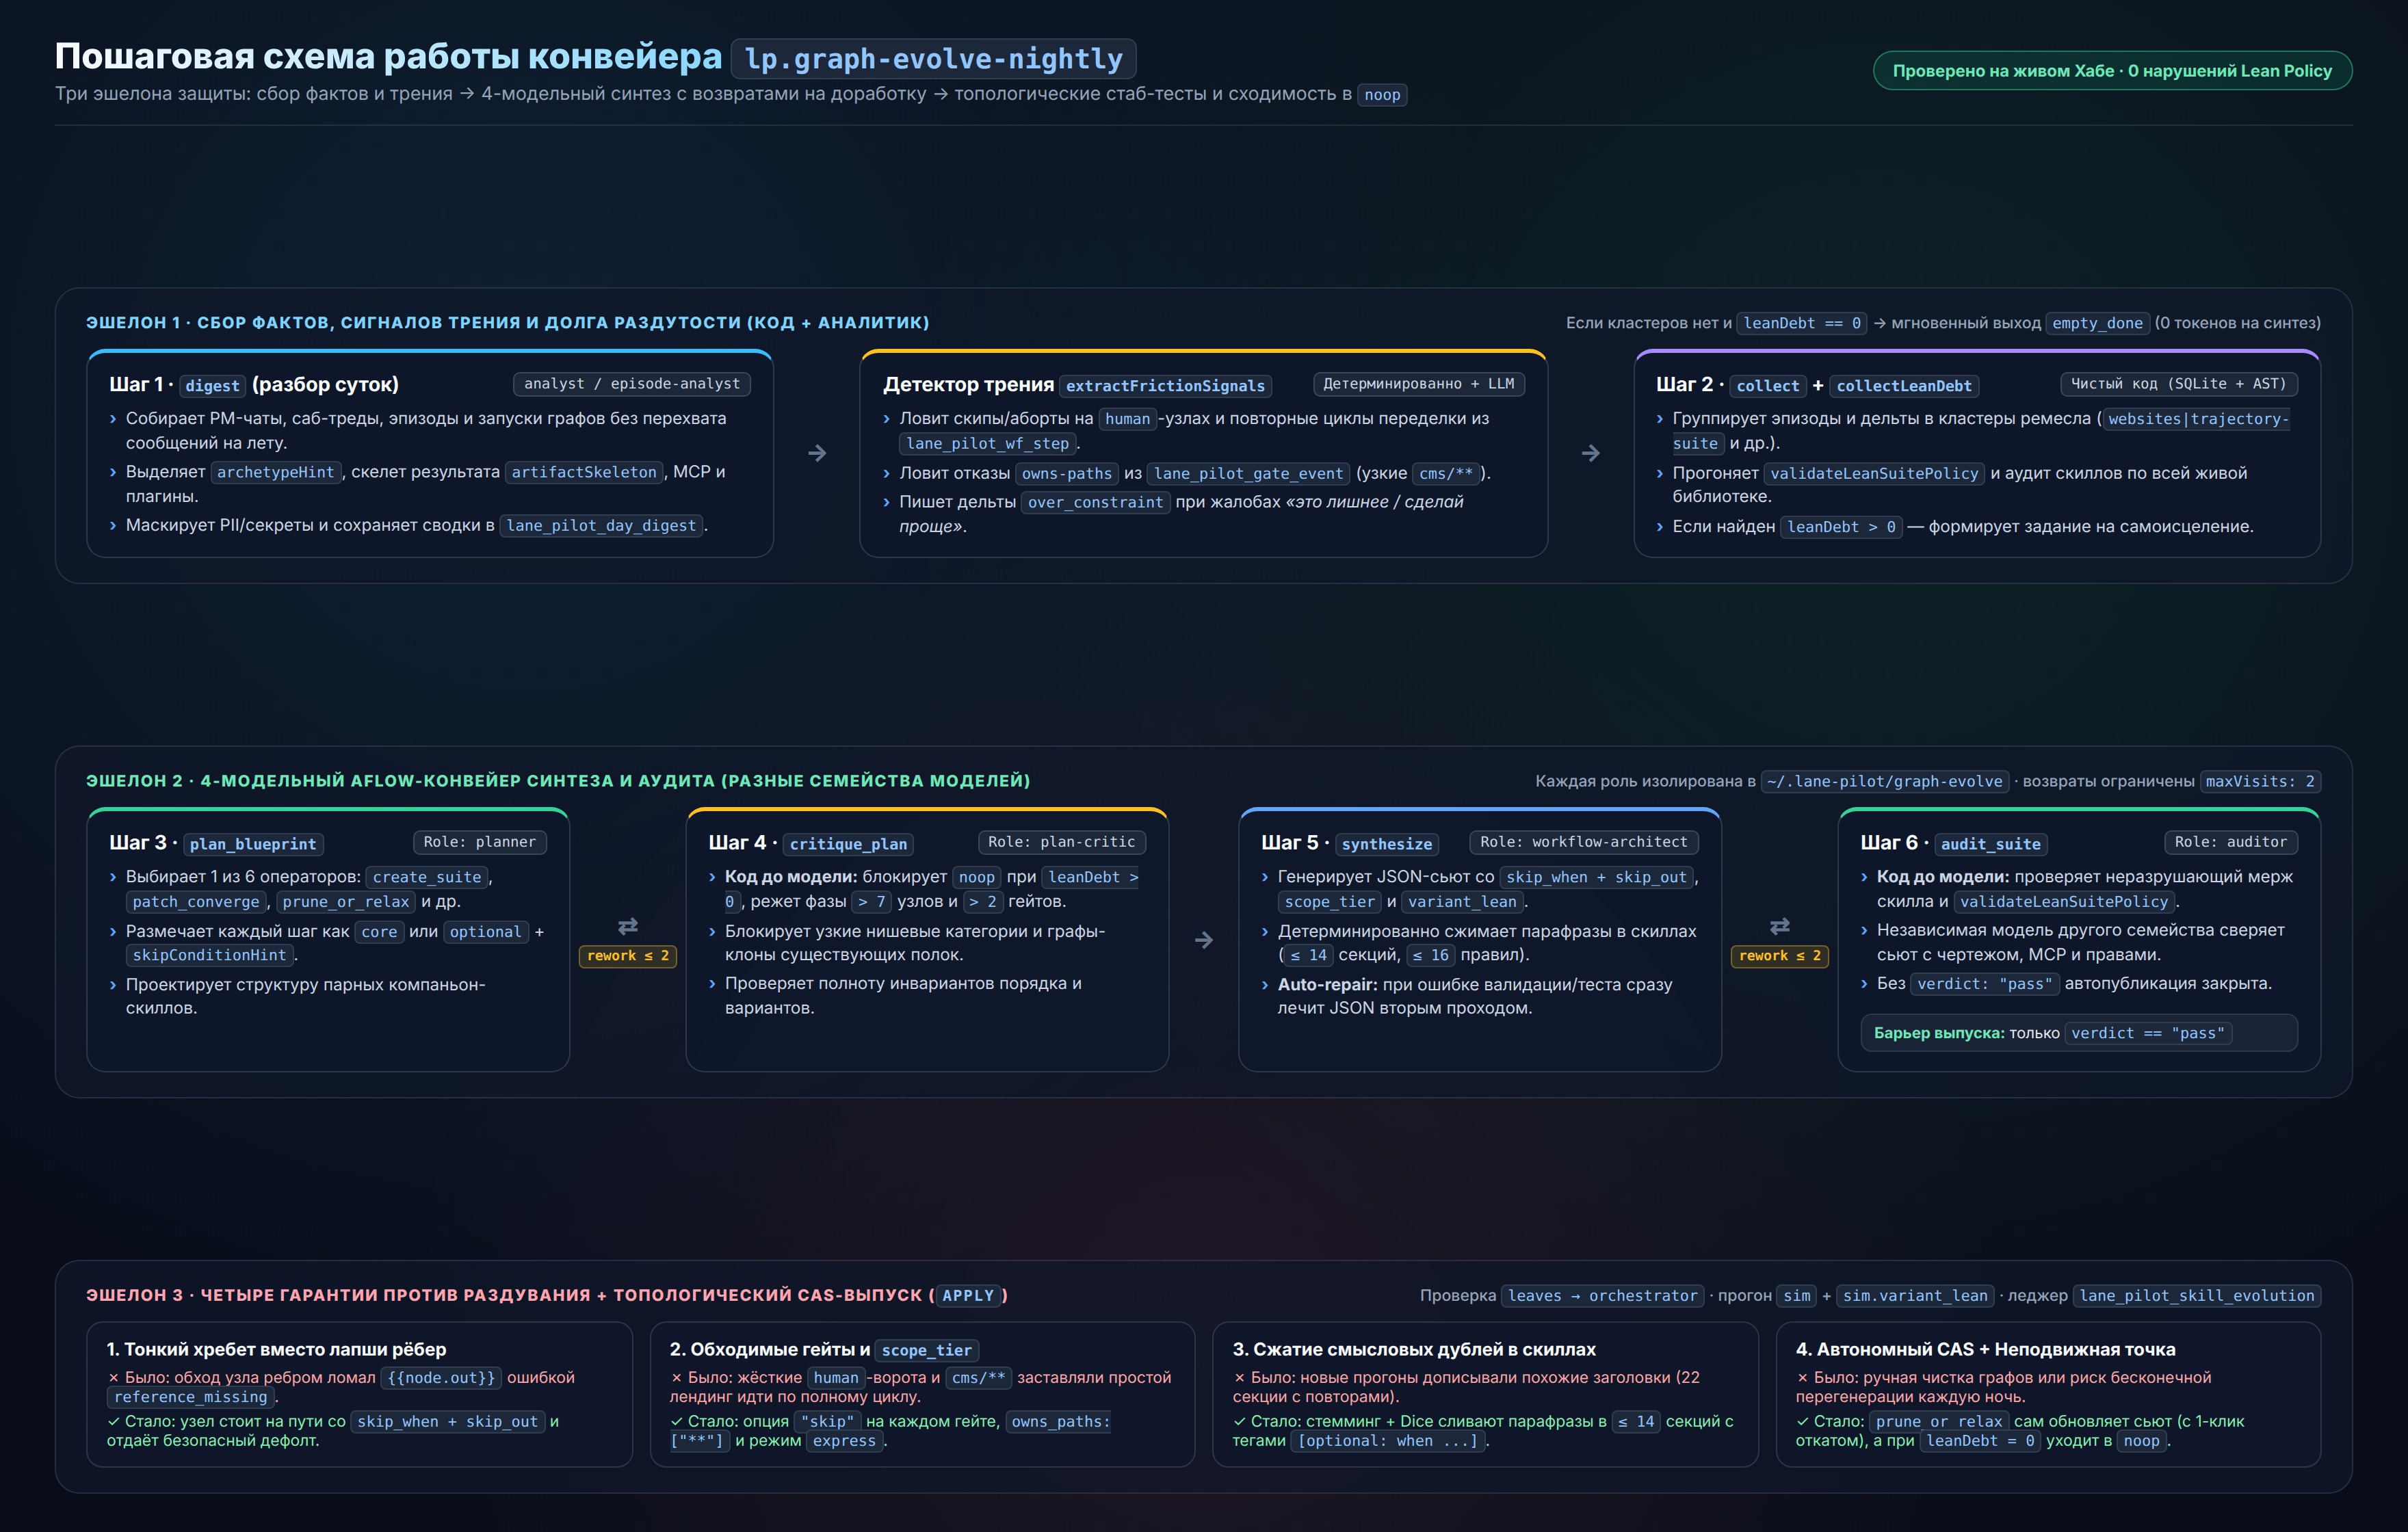 Пошаговая схема работы конвейера lp.graph-evolve-nightly
Три эшелона защиты: сбор фактов и трения → 4-модельный синтез с возвратами на доработку → топологические стаб-тесты и сходимость в noop
Проверено на живом Хабе · 0 нарушений Lean Policy
ЭШЕЛОН 1 · СБОР ФАКТОВ, СИГНАЛОВ ТРЕНИЯ И ДОЛГА РАЗДУТОСТИ (КОД + АНАЛИТИК)
Если кластеров нет и leanDebt == 0 → мгновенный выход empty_done (0 токенов на синтез)
Шаг 1 · digest (разбор суток)
analyst / episode-analyst
› Собирает PM-чаты, саб-треды, эпизоды и запуски графов без перехвата
сообщений на лету.
› Выделяет archetypeHint, скелет результата artifactSkeleton, MCP и
плагины.
› Маскирует PII/секреты и сохраняет сводки в lane_pilot_day_digest.
→
Детектор трения extractFrictionSignals
Детерминированно + LLM
› Ловит скипы/аборты на human-узлах и повторные циклы переделки из
lane_pilot_wf_step.
› Ловит отказы owns-paths из lane_pilot_gate_event (узкие cms/**).
› Пишет дельты over_constraint при жалобах «это лишнее / сделай
проще».
→
Шаг 2 · collect + collectLeanDebt
Чистый код (SQLite + AST)
› Группирует эпизоды и дельты в кластеры ремесла (websites|trajectory-
suite и др.).
› Прогоняет validateLeanSuitePolicy и аудит скиллов по всей живой
библиотеке.
› Если найден leanDebt > 0 — формирует задание на самоисцеление.
ЭШЕЛОН 2 · 4-МОДЕЛЬНЫЙ AFLOW-КОНВЕЙЕР СИНТЕЗА И АУДИТА (РАЗНЫЕ СЕМЕЙСТВА МОДЕЛЕЙ)
Каждая роль изолирована в ~/.lane-pilot/graph-evolve · возвраты ограничены maxVisits: 2
Шаг 3 · plan_blueprint
Role: planner
› Выбирает 1 из 6 операторов: create_suite,
patch_converge, prune_or_relax и др.
› Размечает каждый шаг как core или optional +
skipConditionHint.
› Проектирует структуру парных компаньон-
скиллов.
⇄
rework ≤ 2
Шаг 4 · critique_plan
Role: plan-critic
› Код до модели: блокирует noop при leanDebt >
0, режет фазы > 7 узлов и > 2 гейтов.
› Блокирует узкие нишевые категории и графы-
клоны существующих полок.
› Проверяет полноту инвариантов порядка и
вариантов.
→
Шаг 5 · synthesize
Role: workflow-architect
› Генерирует JSON-сьют со skip_when + skip_out,
scope_tier и variant_lean.
› Детерминированно сжимает парафразы в скиллах
(≤ 14 секций, ≤ 16 правил).
› Auto-repair: при ошибке валидации/теста сразу
лечит JSON вторым проходом.
⇄
rework ≤ 2
Шаг 6 · audit_suite
Role: auditor
› Код до модели: проверяет неразрушающий мерж
скилла и validateLeanSuitePolicy.
› Независимая модель другого семейства сверяет
сьют с чертежом, MCP и правами.
› Без verdict: "pass" автопубликация закрыта.
Барьер выпуска: только verdict == "pass"
ЭШЕЛОН 3 · ЧЕТЫРЕ ГАРАНТИИ ПРОТИВ РАЗДУВАНИЯ + ТОПОЛОГИЧЕСКИЙ CAS-ВЫПУСК (APPLY)
Проверка leaves → orchestrator · прогон sim + sim.variant_lean · леджер lane_pilot_skill_evolution
1. Тонкий хребет вместо лапши рёбер
× Было: обход узла ребром ломал {{node.out}} ошибкой
reference_missing.
✓ Стало: узел стоит на пути со skip_when + skip_out и
отдаёт безопасный дефолт.
2. Обходимые гейты и scope_tier
× Было: жёсткие human-ворота и cms/** заставляли простой
лендинг идти по полному циклу.
✓ Стало: опция "skip" на каждом гейте, owns_paths:
["**"] и режим express.
3. Сжатие смысловых дублей в скиллах
× Было: новые прогоны дописывали похожие заголовки (22
секции с повторами).
✓ Стало: стемминг + Dice сливают парафразы в ≤ 14 секций с
тегами [optional: when ...].
4. Автономный CAS + Неподвижная точка
× Было: ручная чистка графов или риск бесконечной
перегенерации каждую ночь.
✓ Стало: prune_or_relax сам обновляет сьют (с 1-клик
откатом), а при leanDebt = 0 уходит в noop.